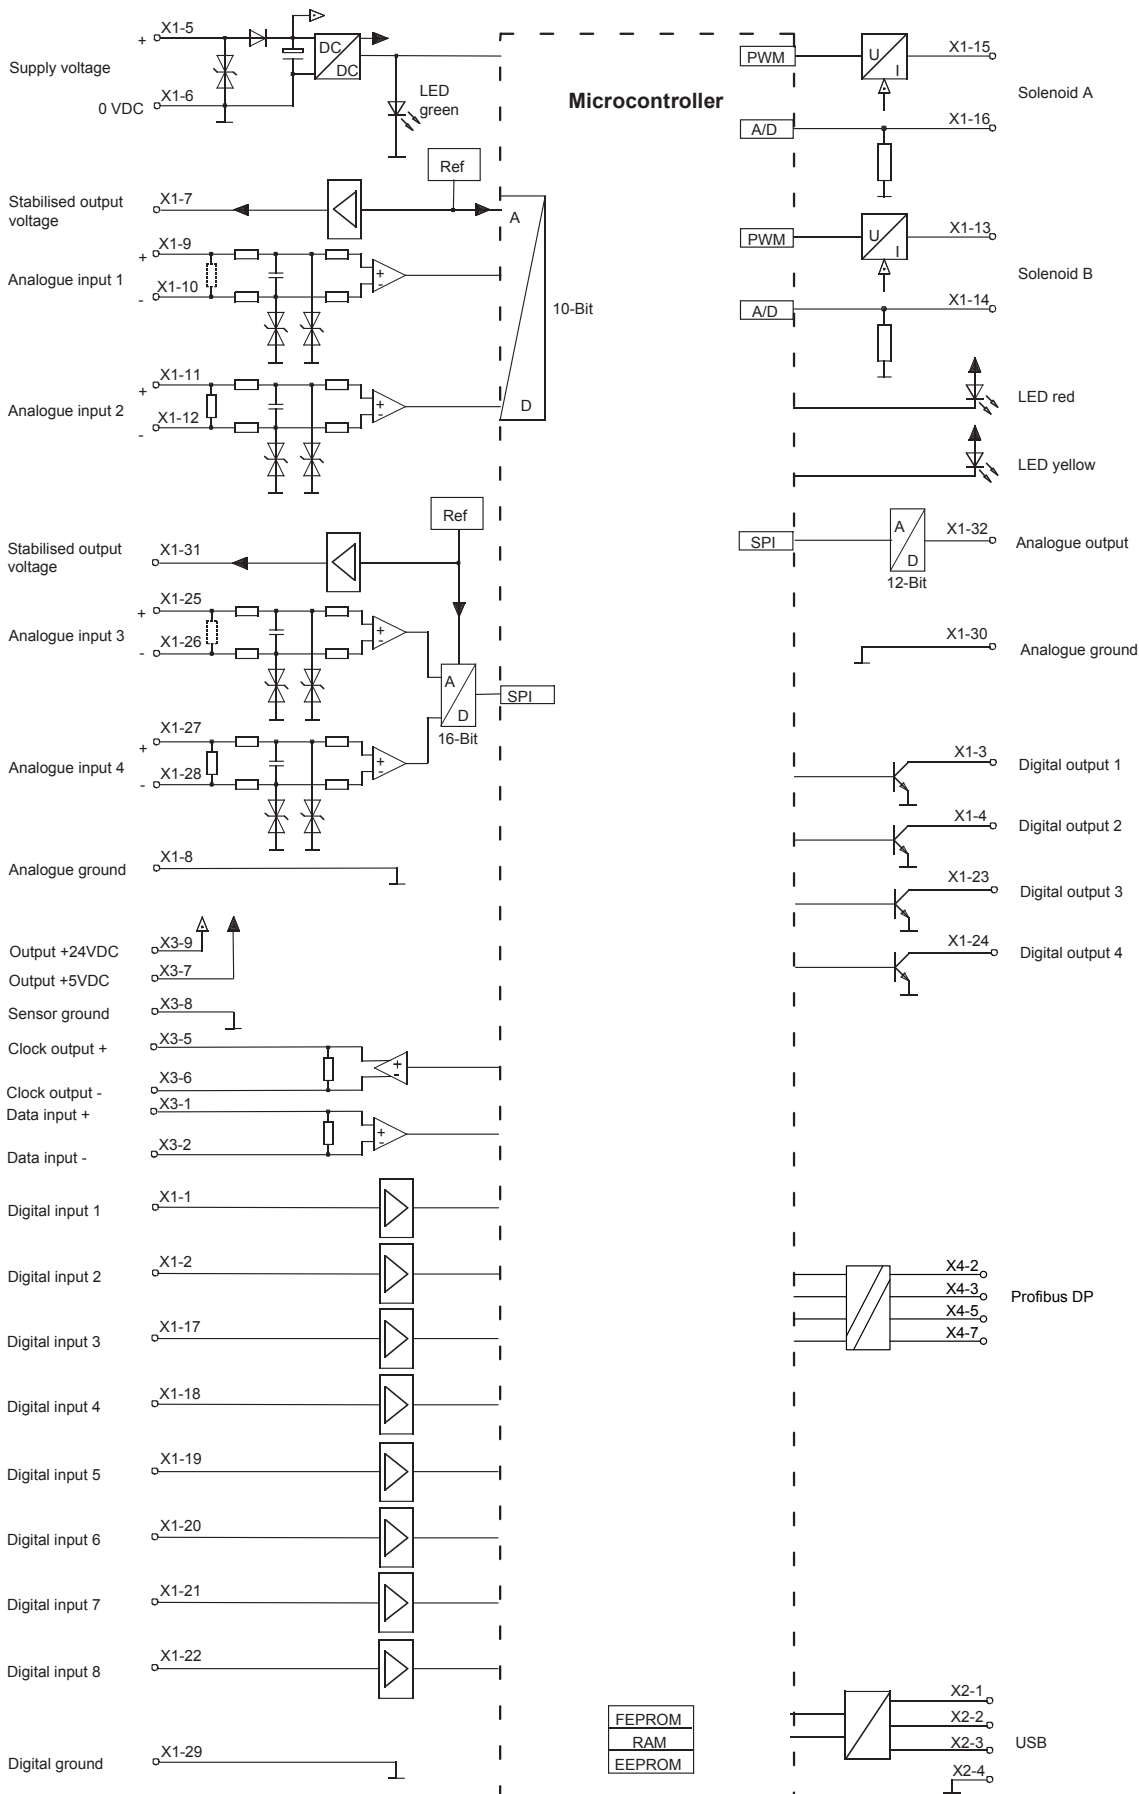 X1-5
+
DC
DC
Supply voltage
X1-6
0 VDC
LED
green
Microcontroller
Ref
Stabilised output
voltage
X1-7
A
X1-9
+
Analogue input 1
X1-10
-
+
-
10-Bit
X1-11
+
Analogue input 2
X1-12
-
+
-
D
Ref
Stabilised output
voltage
X1-31
X1-25
+
Analogue input 3
X1-26
-
+
-
A
D
16-Bit
SPI
X1-27
+
Analogue input 4
X1-28
-
+
-
Analogue ground
X1-8
Output +24VDC
X3-9
Output +5VDC
X3-7
Sensor ground
X3-8
Clock output +
X3-5
+
-
X3-6
Clock output -
Data input +
X3-1
+
-
Data input -
X3-2
Digital input 1
X1-1
Digital input 2
X1-2
Digital input 3
X1-17
Digital input 4
X1-18
Digital input 5
X1-19
Digital input 6
X1-20
Digital input 7
X1-21
Digital input 8
X1-22
Digital ground
X1-29
FEPROM
RAM
EEPROM
PWM
U
I
X1-15
Solenoid A
A/D
X1-16
PWM
U
I
X1-13
Solenoid B
A/D
X1-14
LED red
LED yellow
SPI
A
D
12-Bit
X1-32
Analogue output
X1-30
Analogue ground
X1-3
Digital output 1
X1-4
Digital output 2
X1-23
Digital output 3
X1-24
Digital output 4
X4-2
X4-3
Profibus DP
X4-5
X4-7
X2-1
X2-2
X2-3
USB
X2-4